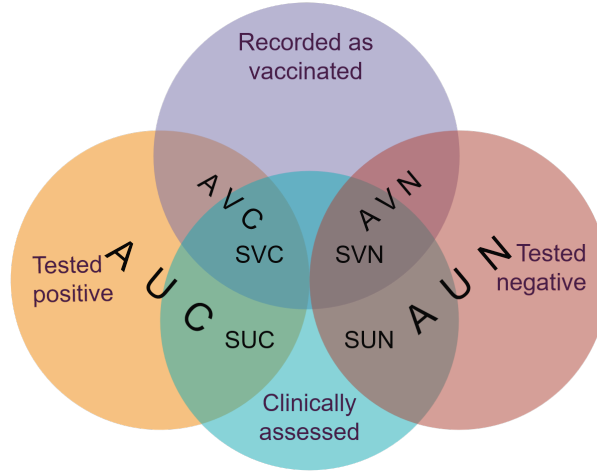 Recorded as
vaccinated
AVC
AVN
SVC
SVN
Tested
positive
AUC
AUN
Tested
negative
SUC
SUN
Clinically
assessed